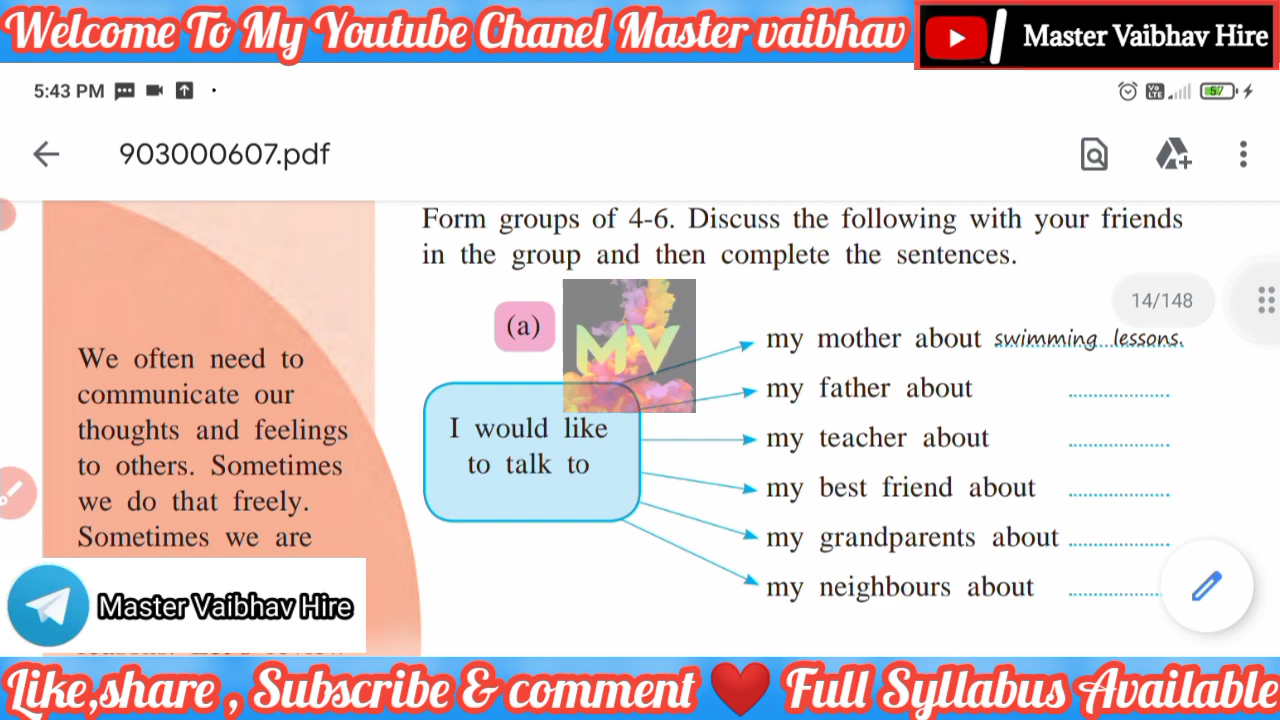 Welcome To My Youtube Chanel Master vaibhav
Master Vaibhav Hire
5:43 PM
Vo LTE
57
903000607.pdf
Form groups of 4-6. Discuss the following with your friends
in the group and then complete the sentences.
14/148
(a)
MV
I would like
to talk to
my mother about swimming lessons.
my father about ....................
my teacher about ....................
my best friend about ....................
my grandparents about ....................
my neighbours about ....................
We often need to
communicate our
thoughts and feelings
to others. Sometimes
we do that freely.
Sometimes we are
Master Vaibhav Hire
Like,share , Subscribe & comment ❤ Full Syllabus Available